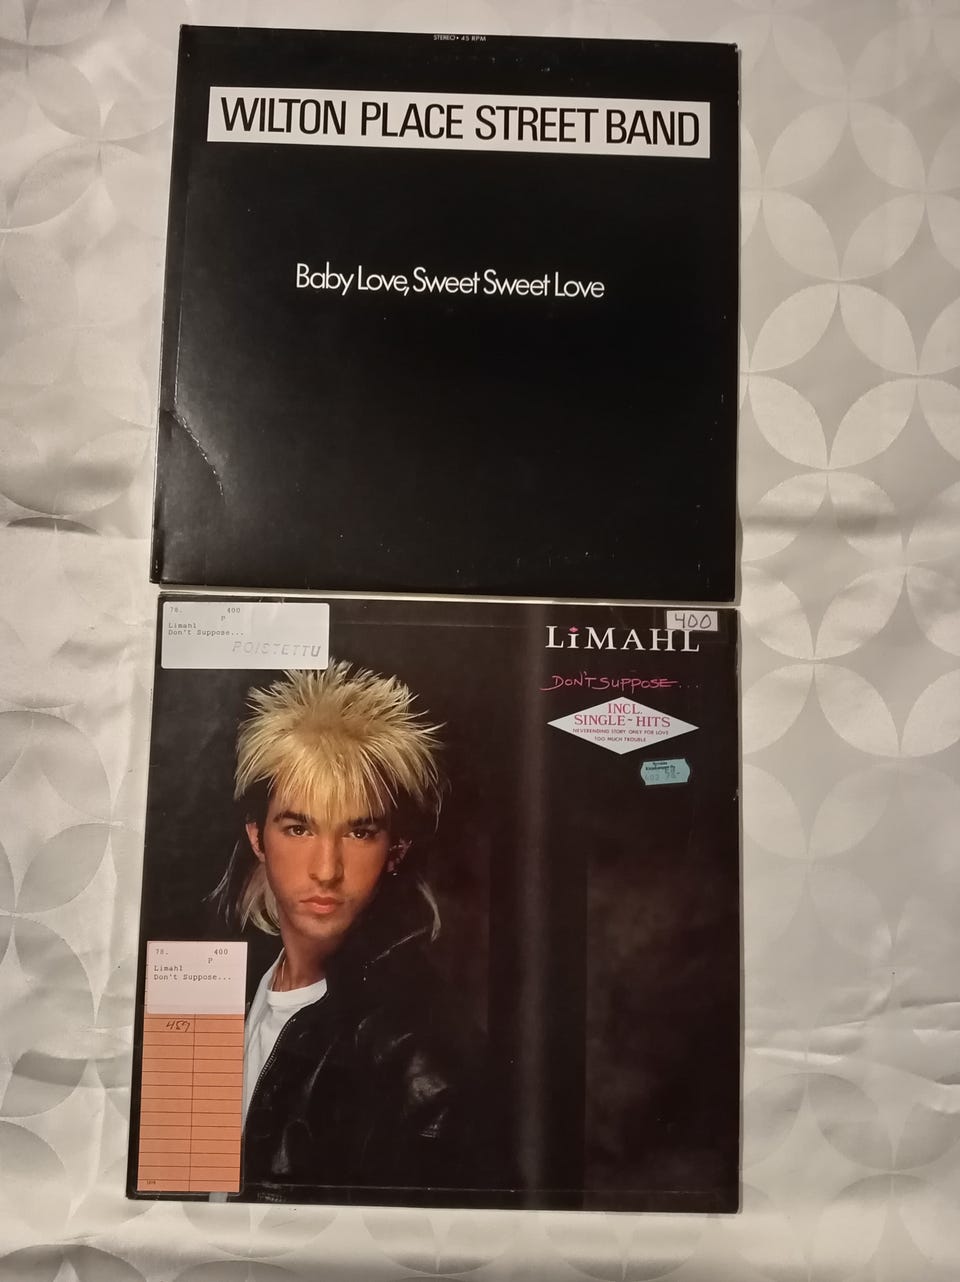 STEREO • 45 RPM
WILTON PLACE STREET BAND
Baby Love, Sweet Sweet Love
78. 400
P
Limahl
Don't Suppose...
POISTETTU
400
LiMAHL
DON'T SUPPOSE...
INCL.
SINGLE-HITS
NEVERENDING STORY ONLY FOR LOVE
TOO MUCH TROUBLE
78. 400
P
Limahl
Don't Suppose...
459